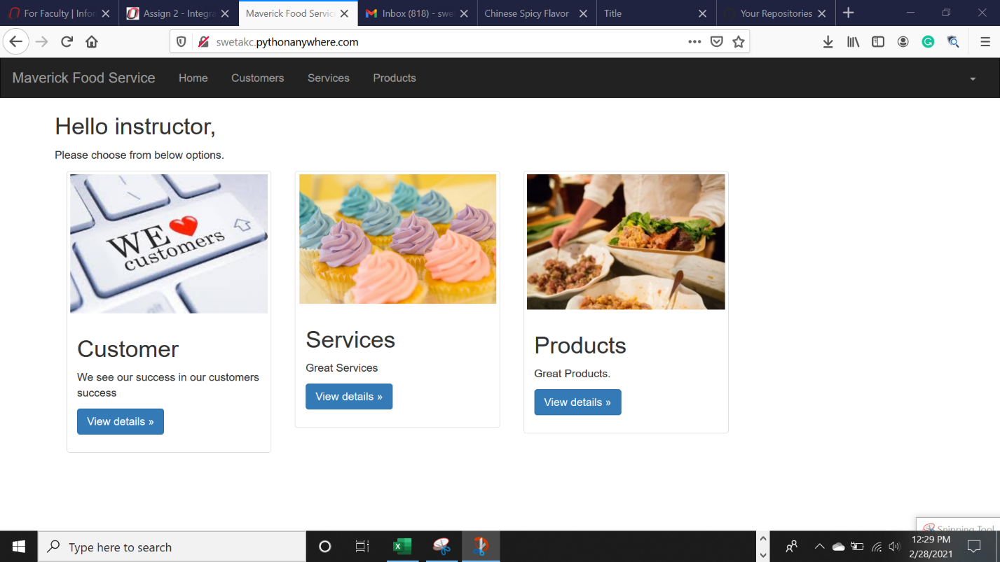 For Faculty | Infor
Assign 2 - Integra
Maverick Food Servic
Inbox (818) - swe
Chinese Spicy Flavor
Title
Your Repositories
swetakc.pythonanywhere.com
Maverick Food Service
Home
Customers
Services
Products
Hello instructor,
Please choose from below options.
WE
customers
Customer
We see our success in our customers
success
View details »
Services
Great Services
View details »
Products
Great Products.
View details »
Snipping Tool
Type here to search
12:29 PM
2/28/2021